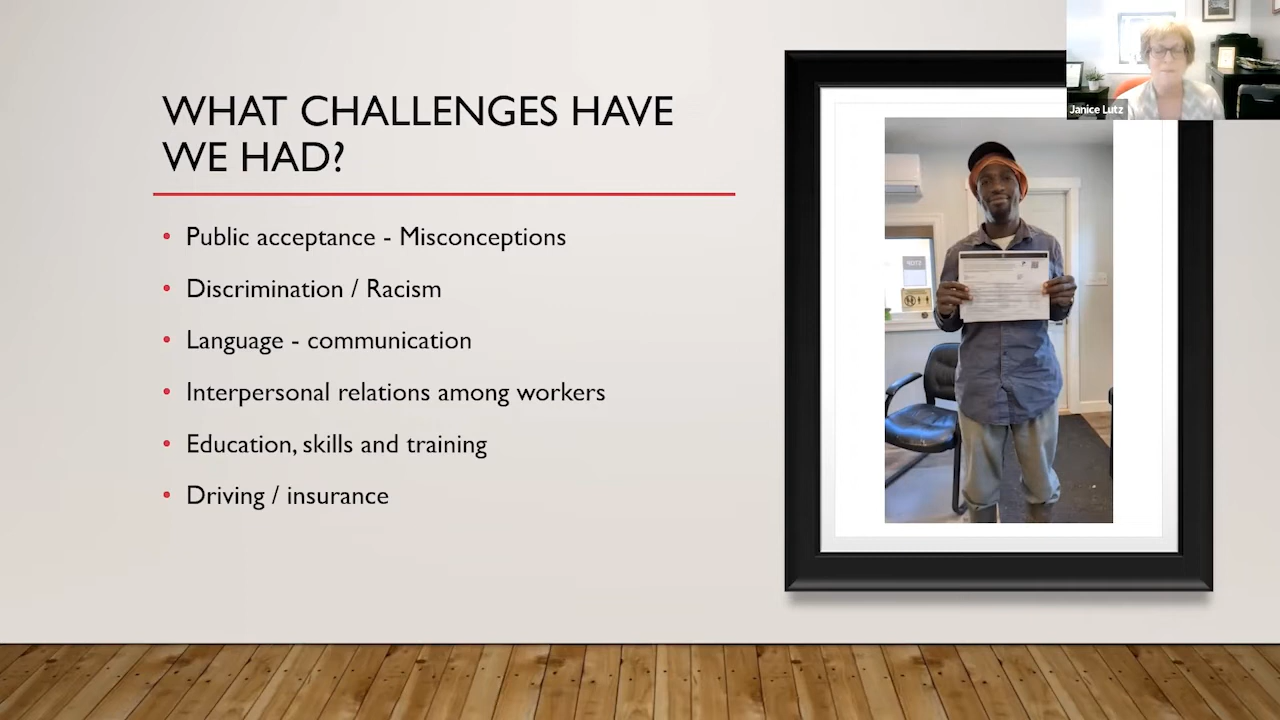 WHAT CHALLENGES HAVE
WE HAD?
• Public acceptance - Misconceptions
• Discrimination / Racism
• Language - communication
• Interpersonal relations among workers
• Education, skills and training
• Driving / insurance
Janice Lutz